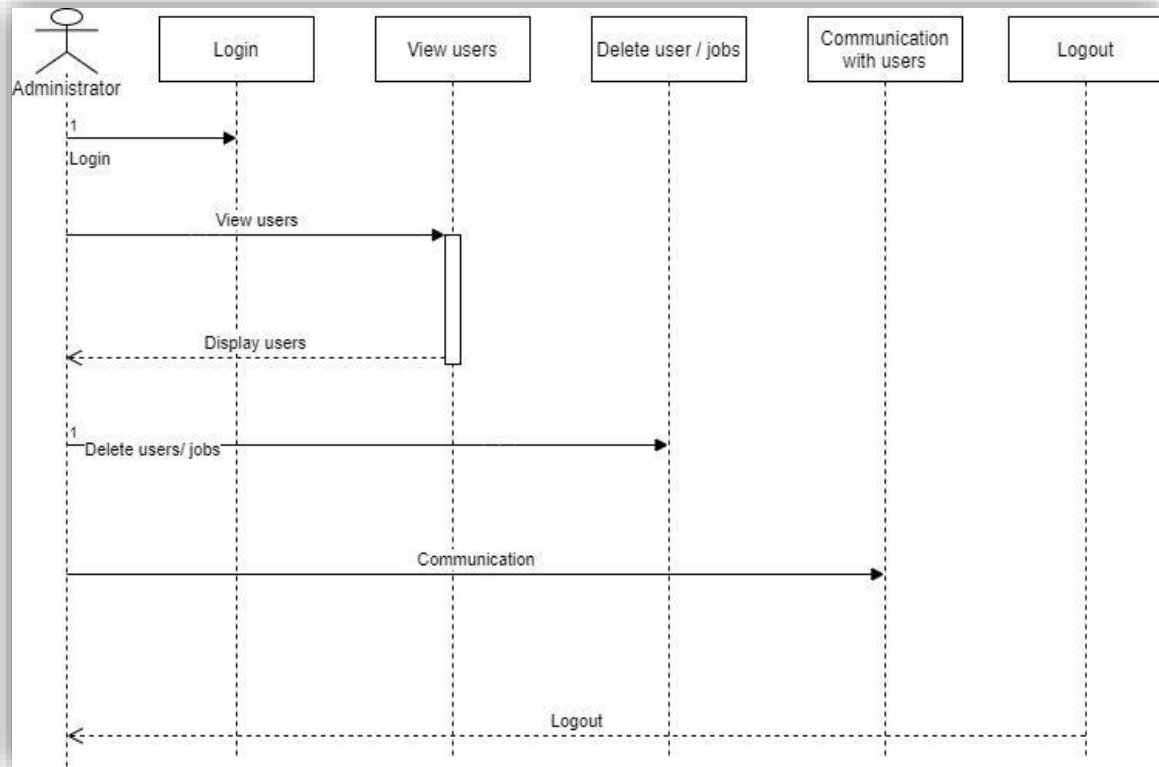 Login
View users
Delete user / jobs
Communication
with users
Logout
Administrator
1
Login
View users
Display users
1
Delete users/ jobs
Communication
Logout